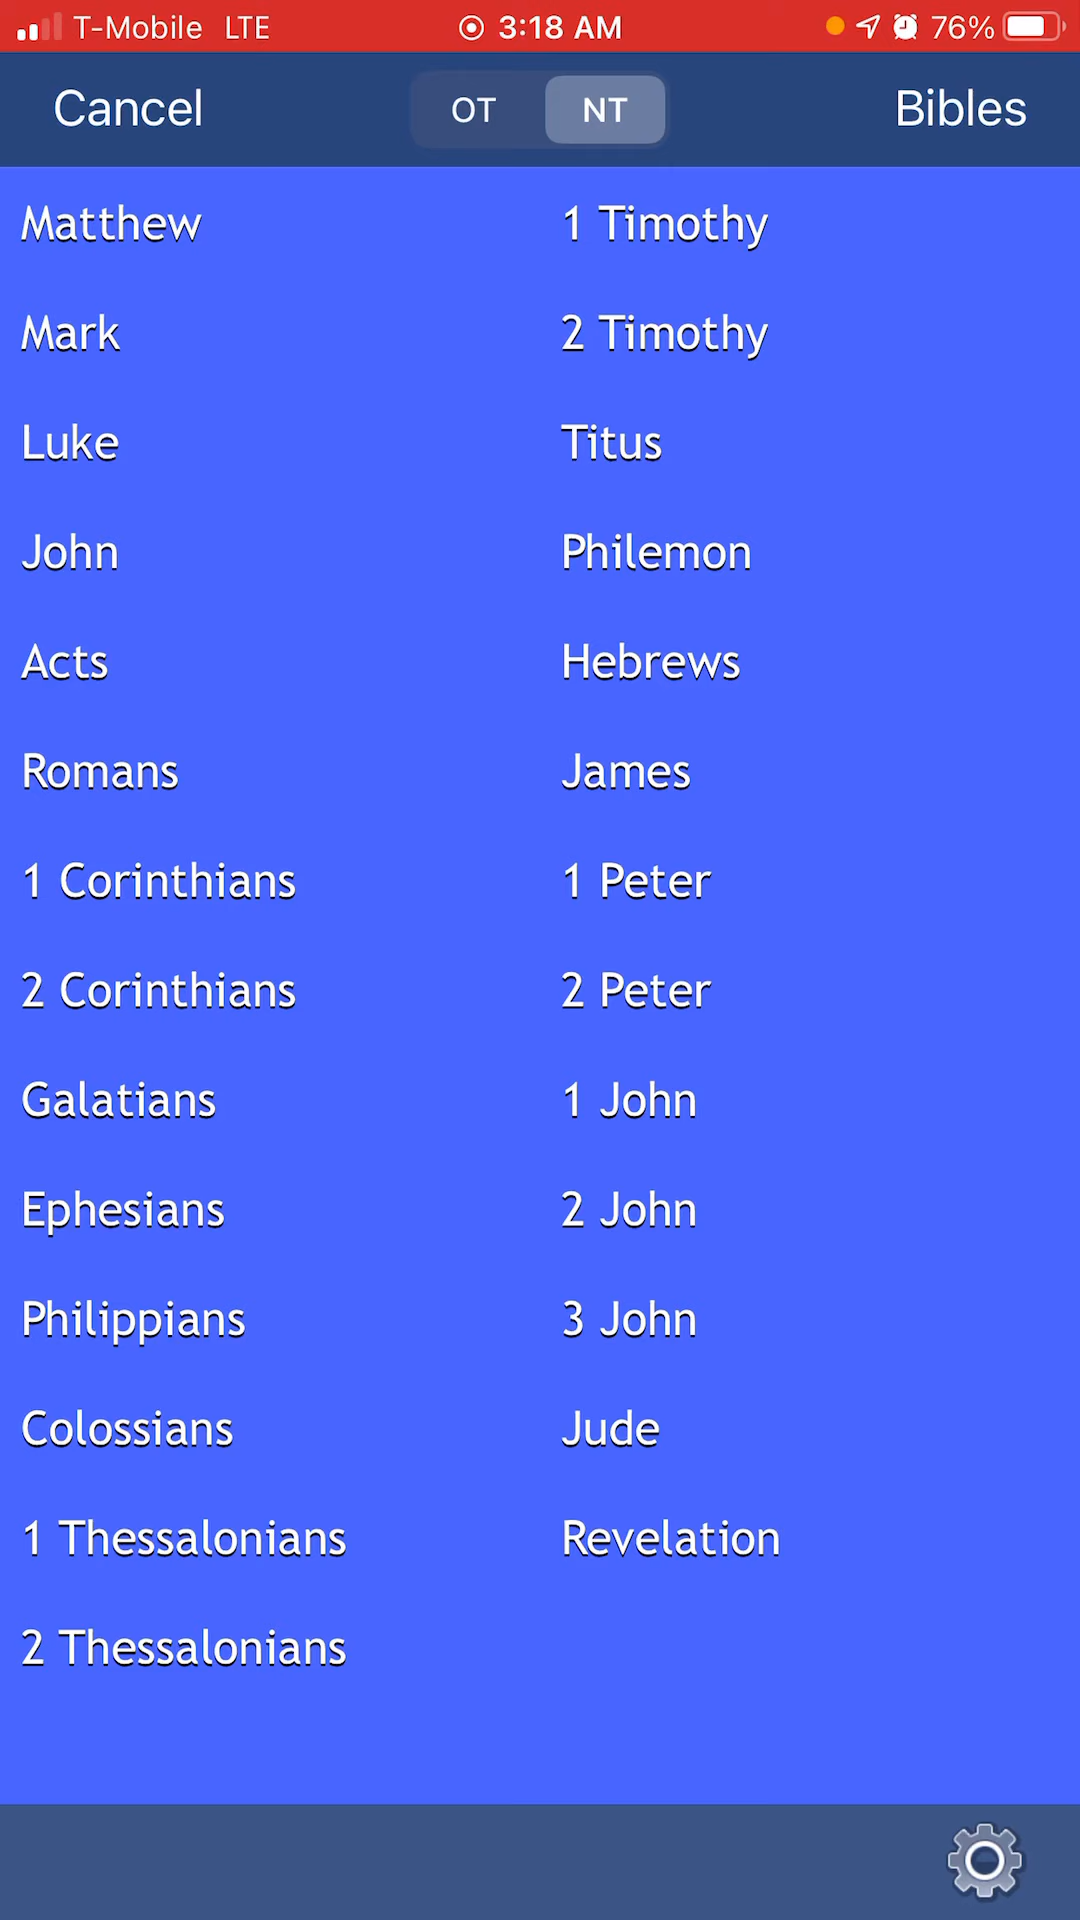 T-Mobile LTE 3:18 AM 76%
Cancel OT NT Bibles
Matthew
Mark
Luke
John
Acts
Romans
1 Corinthians
2 Corinthians
Galatians
Ephesians
Philippians
Colossians
1 Thessalonians
2 Thessalonians
1 Timothy
2 Timothy
Titus
Philemon
Hebrews
James
1 Peter
2 Peter
1 John
2 John
3 John
Jude
Revelation